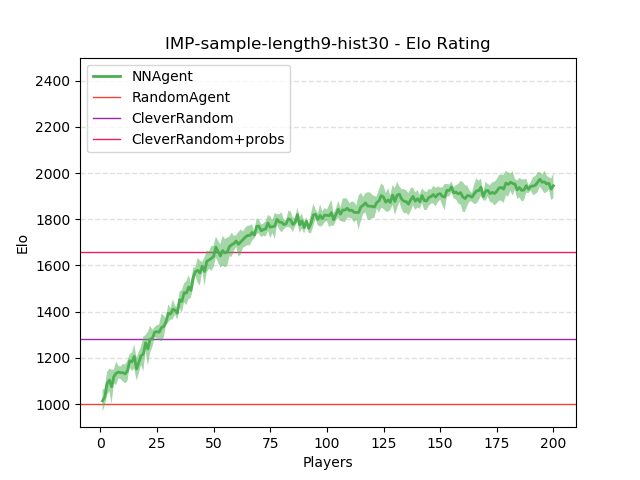 IMP-sample-length9-hist30 - Elo Rating
NNAgent
RandomAgent
CleverRandom
CleverRandom+probs
2400
2200
2000
1800
1600
1400
1200
1000
Elo
0 25 50 75 100 125 150 175 200
Players